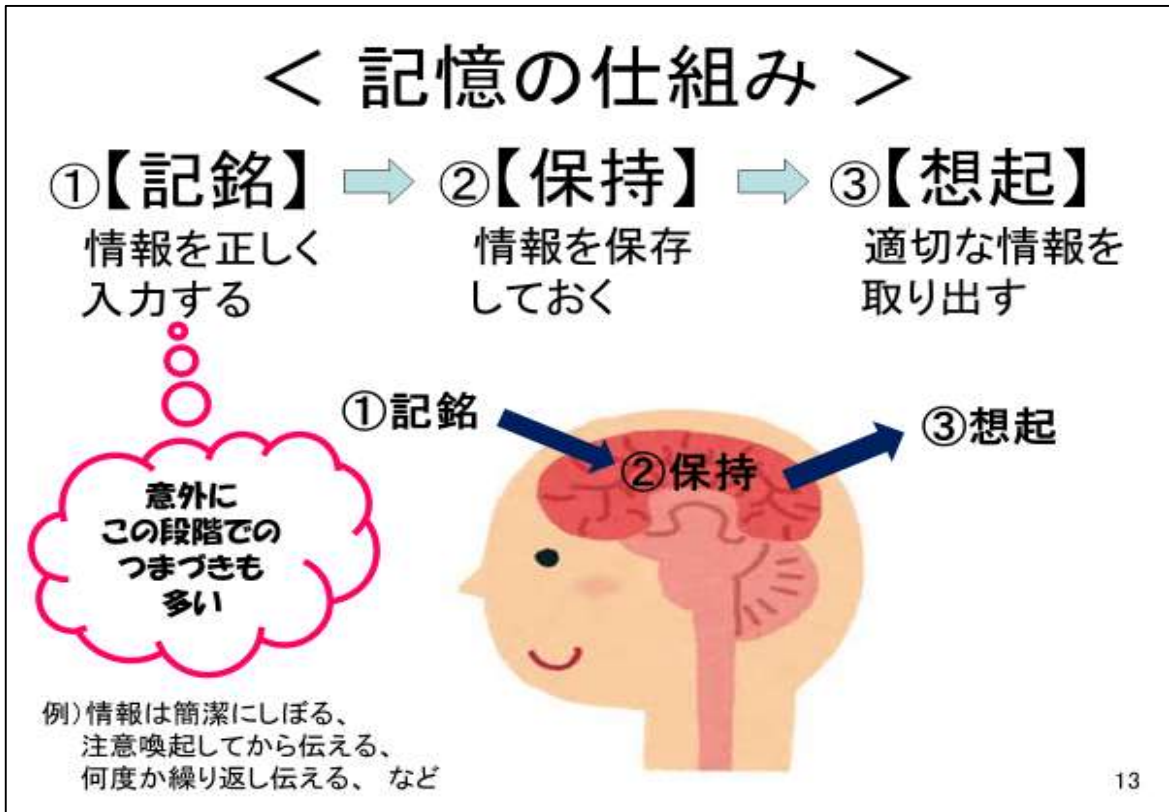 ＜ 記憶の仕組み ＞
①【記銘】 ②【保持】 ③【想起】
情報を正しく
入力する
情報を保存
しておく
適切な情報を
取り出す
意外に
この段階での
つまづきも
多い
①記銘
②保持
③想起
例）情報は簡潔にしぼる、
注意喚起してから伝える、
何度か繰り返し伝える、 など
13